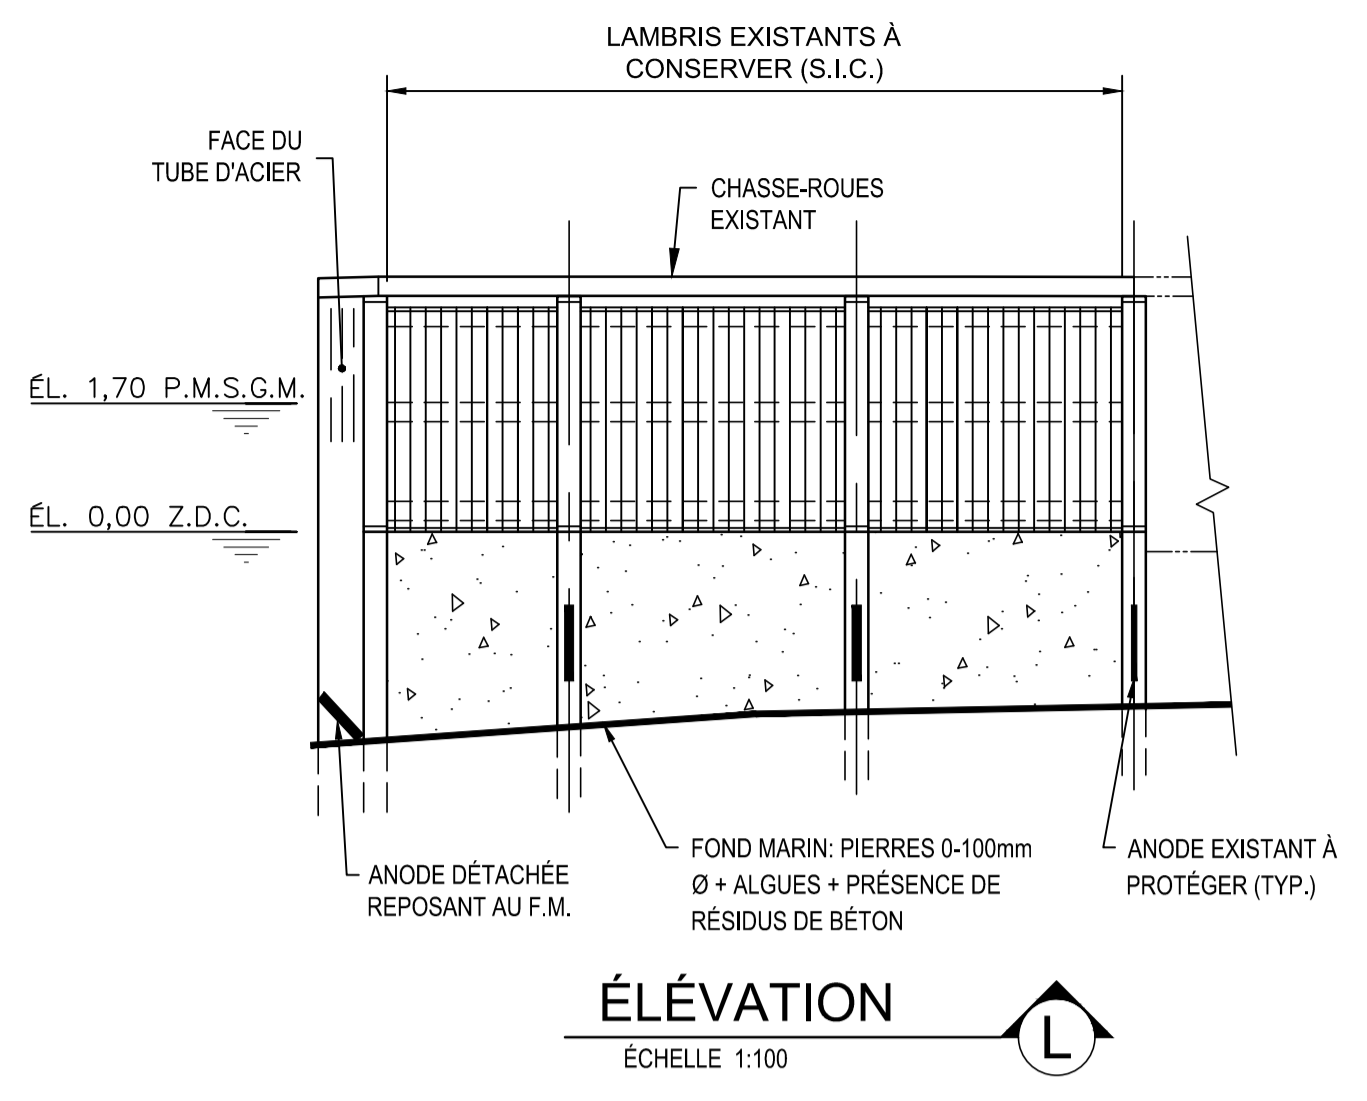 LAMBRIS EXISTANTS À
CONSERVER (S.I.C.)
FACE DU
TUBE D'ACIER
CHASSE-ROUES
EXISTANT
ÉL. 1,70 P.M.S.G.M.
ÉL. 0,00 Z.D.C.
ANODE DÉTACHÉE
REPOSANT AU F.M.
FOND MARIN: PIERRES 0-100mm
Ø + ALGUES + PRÉSENCE DE
RÉSIDUS DE BÉTON
ANODE EXISTANT À
PROTÉGER (TYP.)
ÉLÉVATION
L
ÉCHELLE 1:100